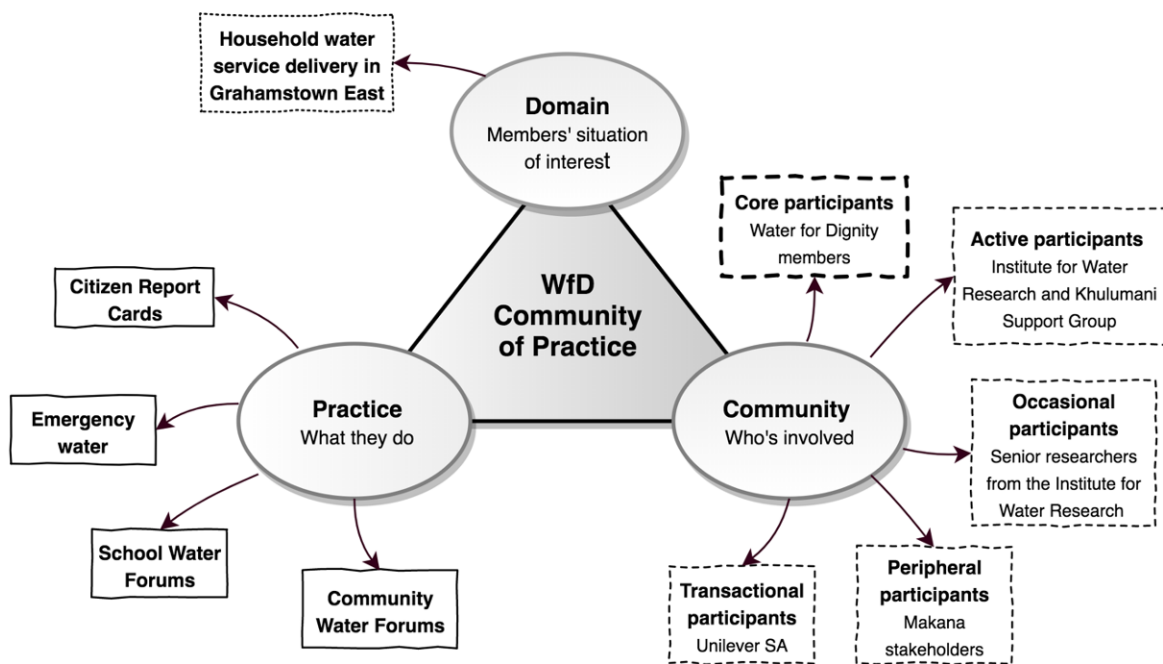 Household water
service delivery in
Grahamstown East
Domain
Members' situation
of interest
Core participants
Water for Dignity
members
Active participants
Institute for Water
Research and Khulumani
Support Group
WfD
Community
of Practice
Citizen Report
Cards
Practice
What they do
Community
Who's involved
Emergency
water
Occasional
participants
Senior researchers
from the Institute for
Water Research
School Water
Forums
Community
Water Forums
Transactional
participants
Unilever SA
Peripheral
participants
Makana
stakeholders